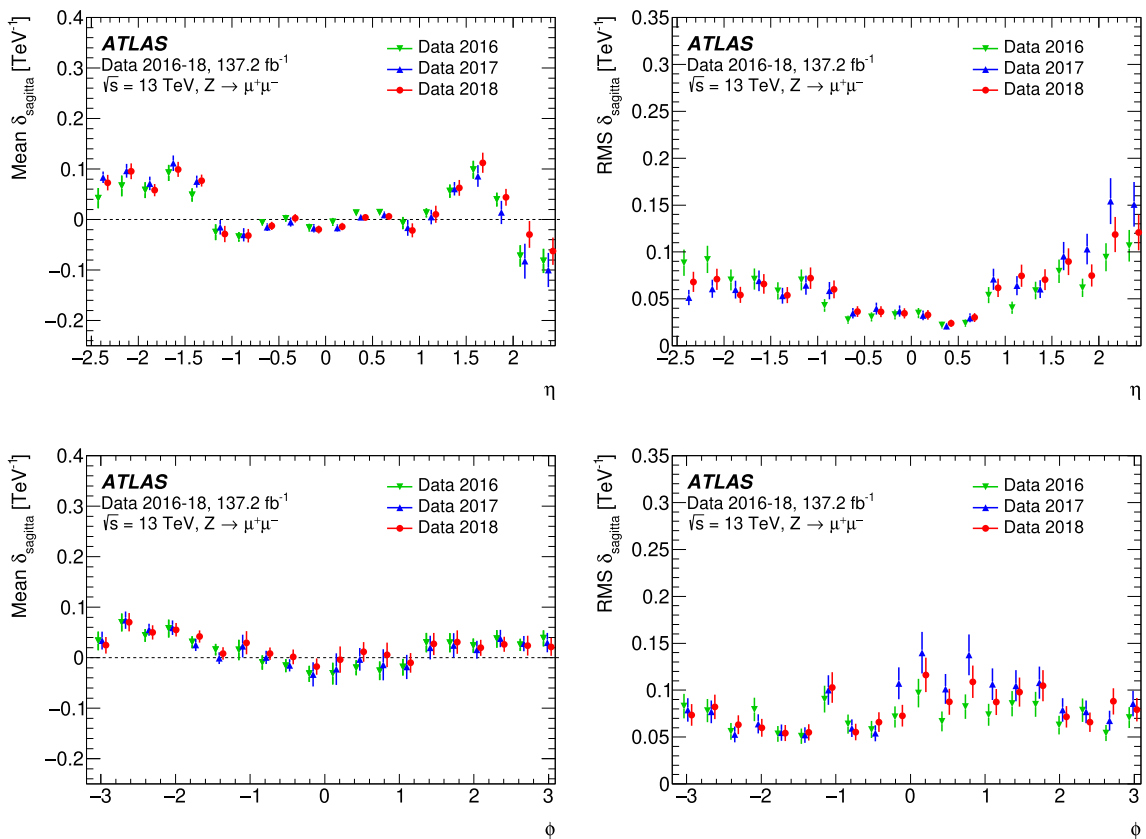 Mean δsagitta [TeV⁻¹]
0.4
0.3
0.2
0.1
0
−0.1
−0.2
ATLAS
Data 2016-18, 137.2 fb⁻¹
√s = 13 TeV, Z → μ⁺μ⁻
Data 2016
Data 2017
Data 2018
−2.5 −2 −1.5 −1 −0.5 0 0.5 1 1.5 2
η
RMS δsagitta [TeV⁻¹]
0.35
0.3
0.25
0.2
0.15
0.1
0.05
0
ATLAS
Data 2016-18, 137.2 fb⁻¹
√s = 13 TeV, Z → μ⁺μ⁻
Data 2016
Data 2017
Data 2018
−2.5 −2 −1.5 −1 −0.5 0 0.5 1 1.5 2
η
Mean δsagitta [TeV⁻¹]
0.4
0.3
0.2
0.1
0
−0.1
−0.2
ATLAS
Data 2016-18, 137.2 fb⁻¹
√s = 13 TeV, Z → μ⁺μ⁻
Data 2016
Data 2017
Data 2018
−3 −2 −1 0 1 2 3
ϕ
RMS δsagitta [TeV⁻¹]
0.35
0.3
0.25
0.2
0.15
0.1
0.05
0
ATLAS
Data 2016-18, 137.2 fb⁻¹
√s = 13 TeV, Z → μ⁺μ⁻
Data 2016
Data 2017
Data 2018
−3 −2 −1 0 1 2 3
ϕ